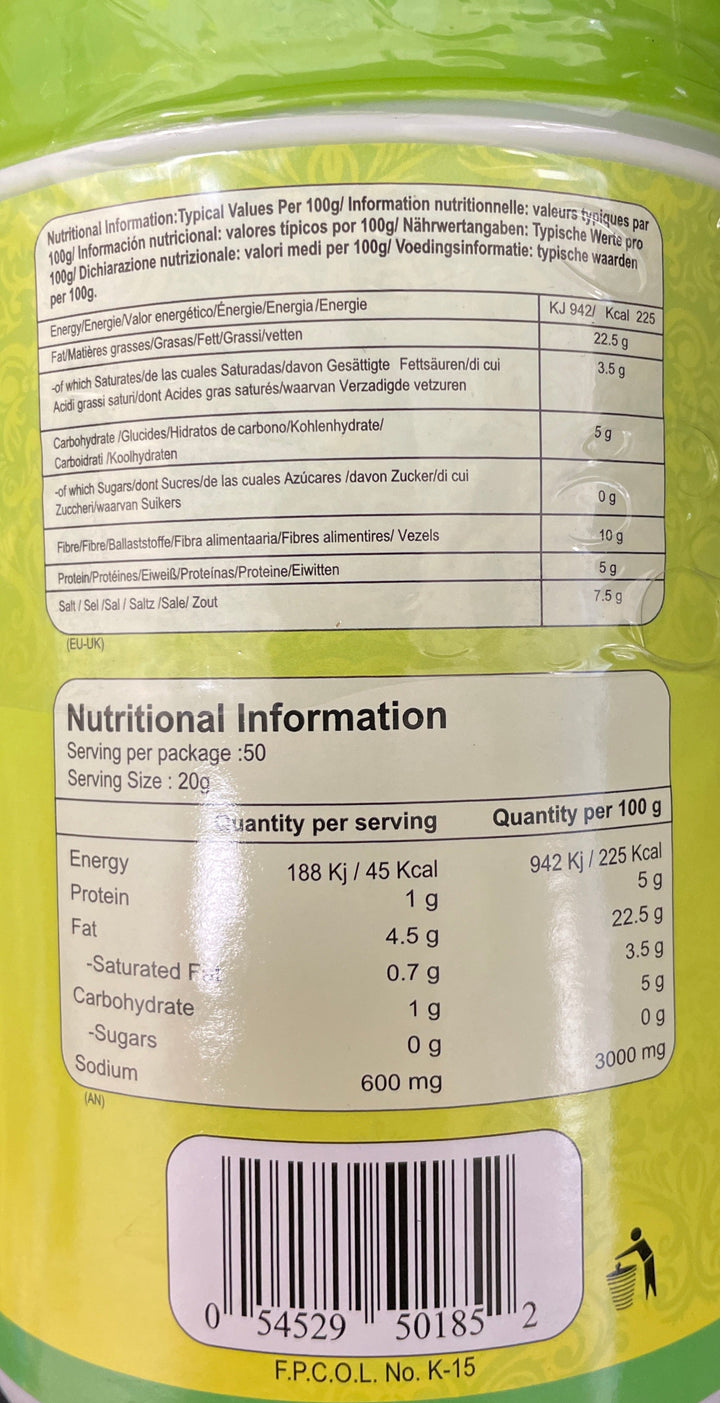 Nutritional Information:Typical Values Per 100g/ Information nutritionnelle: valeurs typiques par
100g/ Información nutricional: valores típicos por 100g/ Nährwertangaben: Typische Werte pro
100g/ Dichiarazione nutrizionale: valori medi per 100g/ Voedingsinformatie: typische waarden
per 100g.
Energy/Energie/Valor energético/Énergie/Energia/Energie KJ 942/ Kcal 225
Fat/Matières grasses/Grasas/Fett/Grassi/vetten 22.5 g
-of which Saturates/de las cuales Saturadas/davon Gesättigte Fettsäuren/di cui 3.5 g
Acidi grassi saturi/dont Acides gras saturés/waarvan Verzadigde vetzuren
Carbohydrate /Glucides/Hidratos de carbono/Kohlenhydrate/ 5 g
Carboidrati /Koolhydraten
-of which Sugars/dont Sucres/de las cuales Azúcares /davon Zucker/di cui 0 g
Zuccheri/waarvan Suikers
Fibre/Fibre/Ballaststoffe/Fibra alimentaaria/Fibres alimentires/ Vezels 10 g
Protein/Protéines/Eiweiß/Proteínas/Proteine/Eiwitten 5 g
Salt / Sel /Sal / Saltz /Sale/ Zout 7.5 g
(EU-UK)
Nutritional Information
Serving per package :50
Serving Size : 20g
Quantity per serving Quantity per 100 g
Energy 188 Kj / 45 Kcal 942 Kj / 225 Kcal
Protein 1 g 5 g
Fat 4.5 g 22.5 g
-Saturated Fat 0.7 g 3.5 g
Carbohydrate 1 g 5 g
-Sugars 0 g 0 g
Sodium 600 mg 3000 mg
(AN)
0 54529 50185 2
F.P.C.O.L. No. K-15